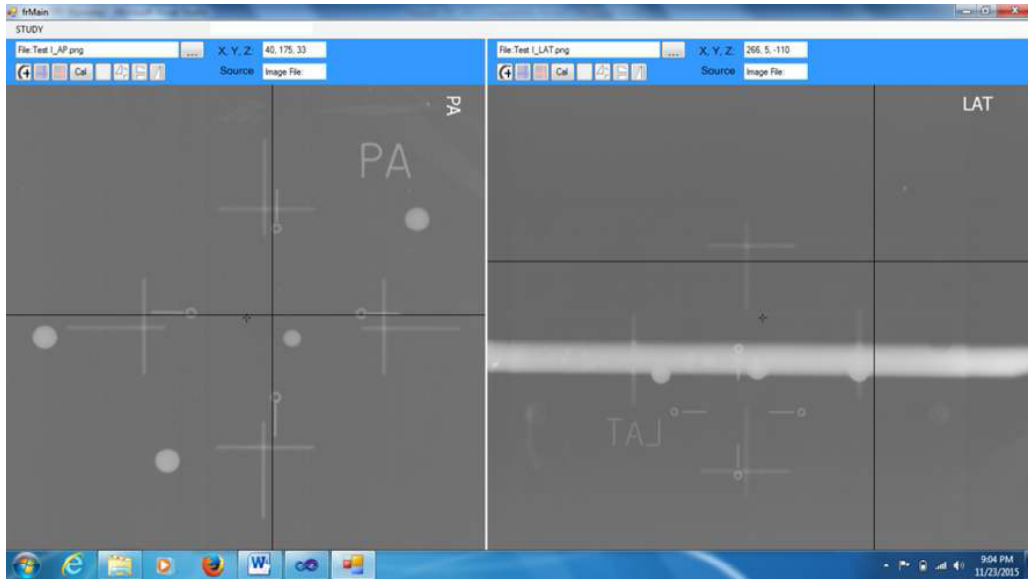 frMain
STUDY
File:Test I_AP.png
...
X, Y, Z:
40, 175, 33
Cal
Source
Image File:
File:Test I_LAT.png
...
X, Y, Z:
266, 5, -110
Cal
Source
Image File:
PA
PA
LAT
LAT
W
9:04 PM
11/23/2015